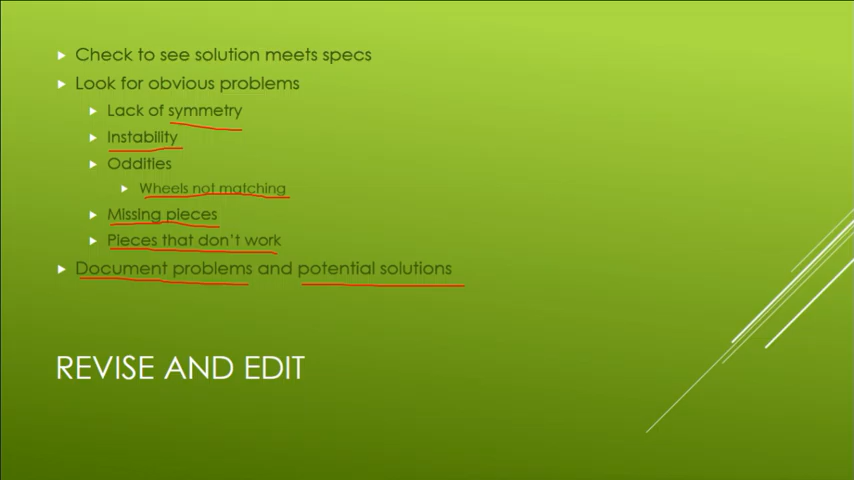 Check to see solution meets specs
Look for obvious problems
Lack of symmetry
Instability
Oddities
Wheels not matching
Missing pieces
Pieces that don't work
Document problems and potential solutions
REVISE AND EDIT